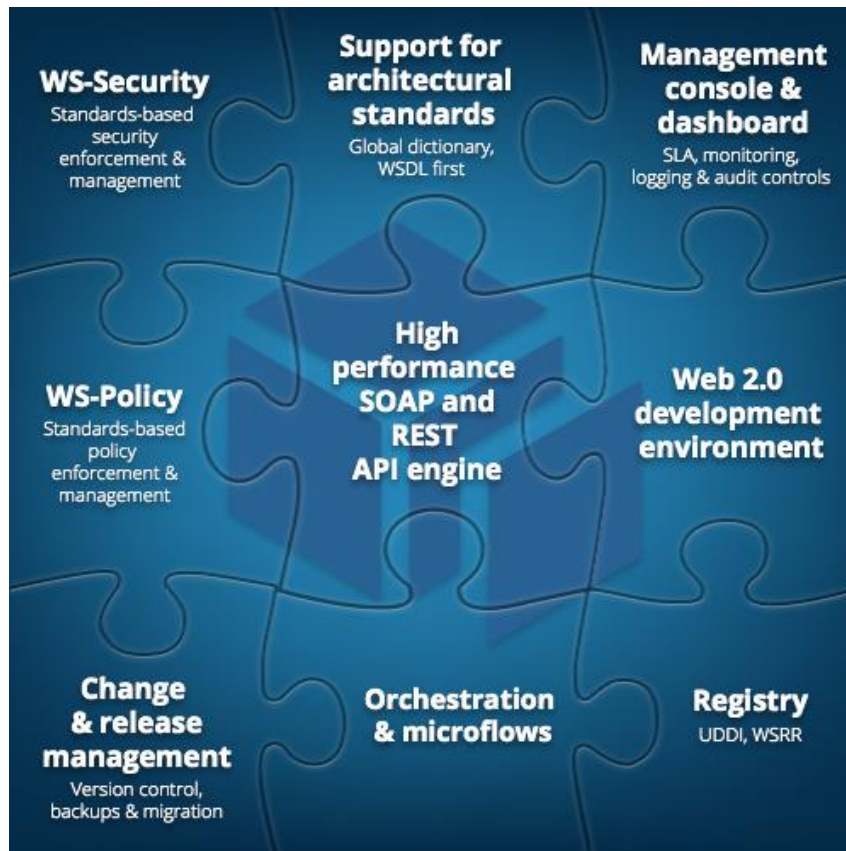 WS-Security
Standards-based
security
enforcement &
management
Support for
architectural
standards
Global dictionary,
WSDL first
Management
console &
dashboard
SLA, monitoring,
logging & audit controls
WS-Policy
Standards-based
policy
enforcement &
management
High
performance
SOAP and
REST
API engine
Web 2.0
development
environment
Change
& release
management
Version control,
backups & migration
Orchestration
& microflows
Registry
UDDI, WSRR